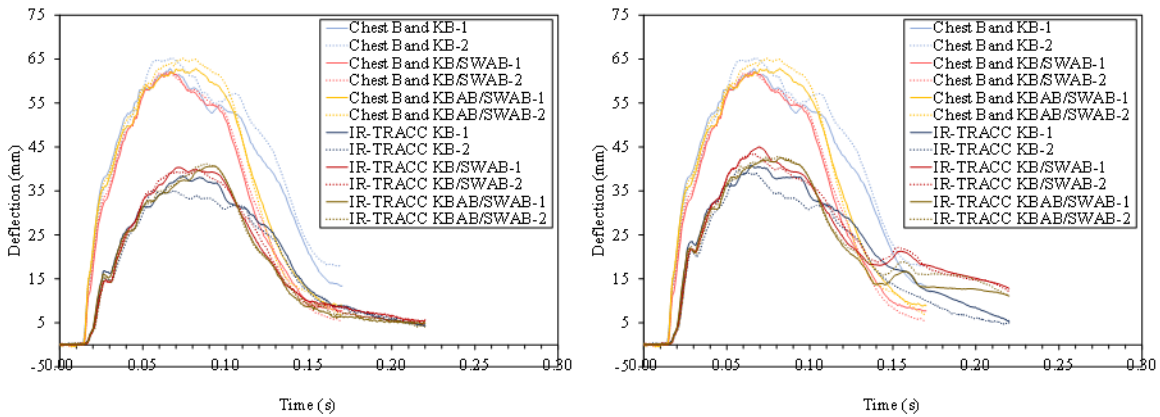 75
65
55
45
35
25
15
5
-5
Deflection (mm)
0.00
0.05
0.10
0.15
0.20
0.25
0.30
Time (s)
Chest Band KB-1
Chest Band KB-2
Chest Band KB/SWAB-1
Chest Band KB/SWAB-2
Chest Band KBAB/SWAB-1
Chest Band KBAB/SWAB-2
IR-TRACC KB-1
IR-TRACC KB-2
IR-TRACC KB/SWAB-1
IR-TRACC KB/SWAB-2
IR-TRACC KBAB/SWAB-1
IR-TRACC KBAB/SWAB-2
75
65
55
45
35
25
15
5
-5
Deflection (mm)
0.00
0.05
0.10
0.15
0.20
0.25
0.30
Time (s)
Chest Band KB-1
Chest Band KB-2
Chest Band KB/SWAB-1
Chest Band KB/SWAB-2
Chest Band KBAB/SWAB-1
Chest Band KBAB/SWAB-2
IR-TRACC KB-1
IR-TRACC KB-2
IR-TRACC KB/SWAB-1
IR-TRACC KB/SWAB-2
IR-TRACC KBAB/SWAB-1
IR-TRACC KBAB/SWAB-2